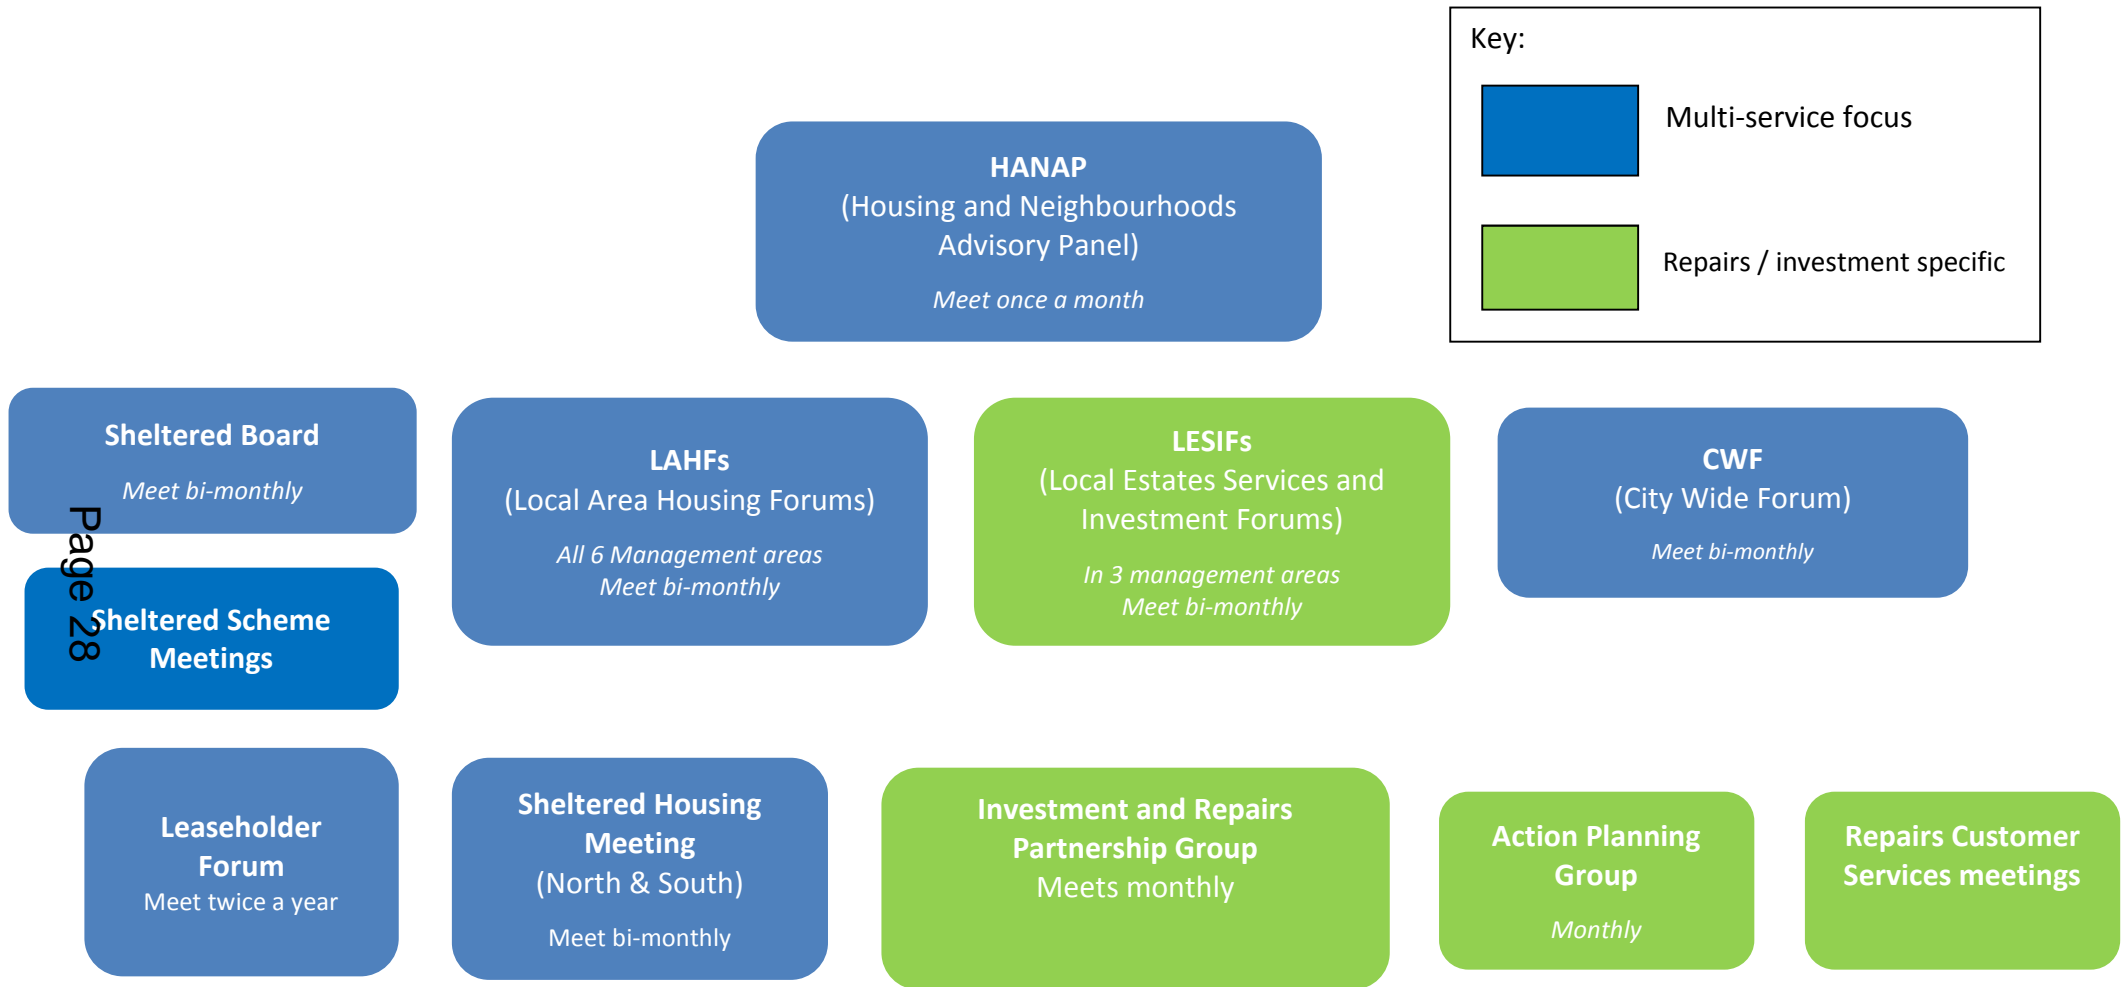 Key:
Multi-service focus
Repairs / investment specific
HANAP
(Housing and Neighbourhoods
Advisory Panel)
Meet once a month
Sheltered Board
Meet bi-monthly
LAHFs
(Local Area Housing Forums)
All 6 Management areas
Meet bi-monthly
LESIFs
(Local Estates Services and
Investment Forums)
In 3 management areas
Meet bi-monthly
CWF
(City Wide Forum)
Meet bi-monthly
Page 28
Sheltered Scheme
Meetings
Leaseholder
Forum
Meet twice a year
Sheltered Housing
Meeting
(North & South)
Meet bi-monthly
Investment and Repairs
Partnership Group
Meets monthly
Action Planning
Group
Monthly
Repairs Customer
Services meetings